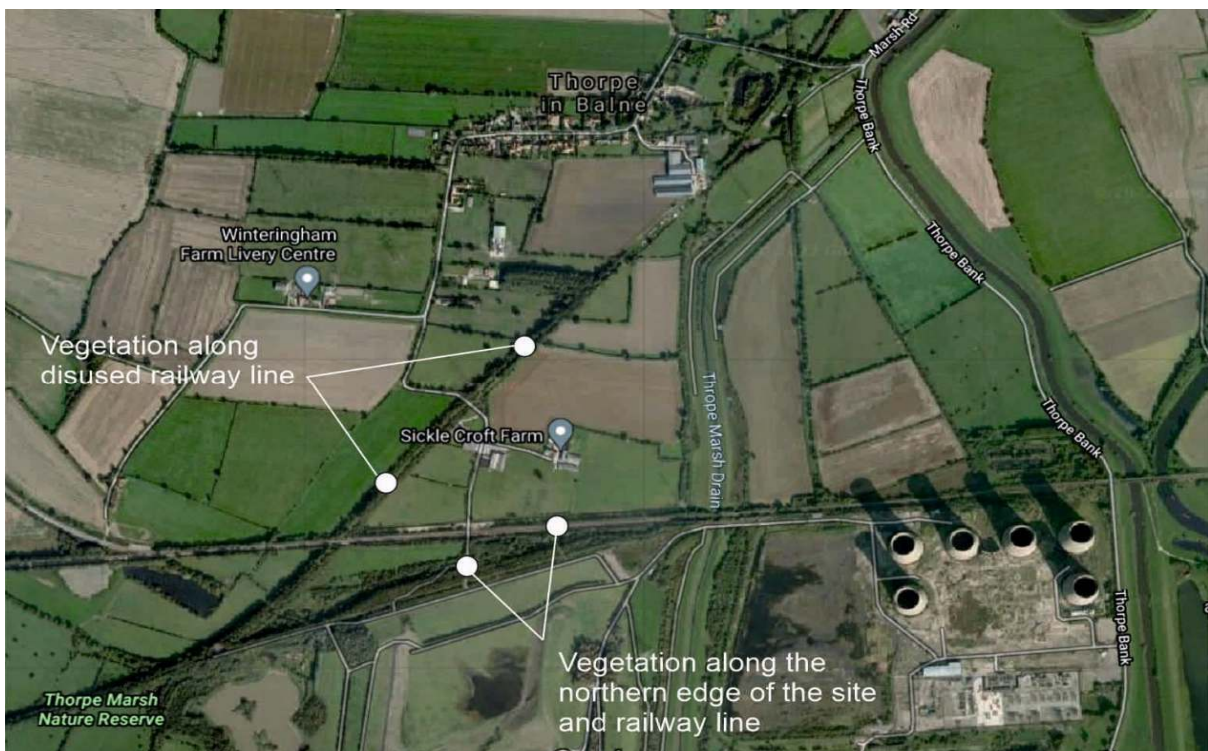 Marsh Rd
Thorpe
in Balne
Thorpe Bank
Winteringham
Farm Livery Centre
Thorpe Bank
Vegetation along
disused railway line
Thrope Marsh Drain
Thorpe Bank
Sickle Croft Farm
Thorpe Bank
Vegetation along the
northern edge of the site
and railway line
Thorpe Marsh
Nature Reserve
Thorpe Bank